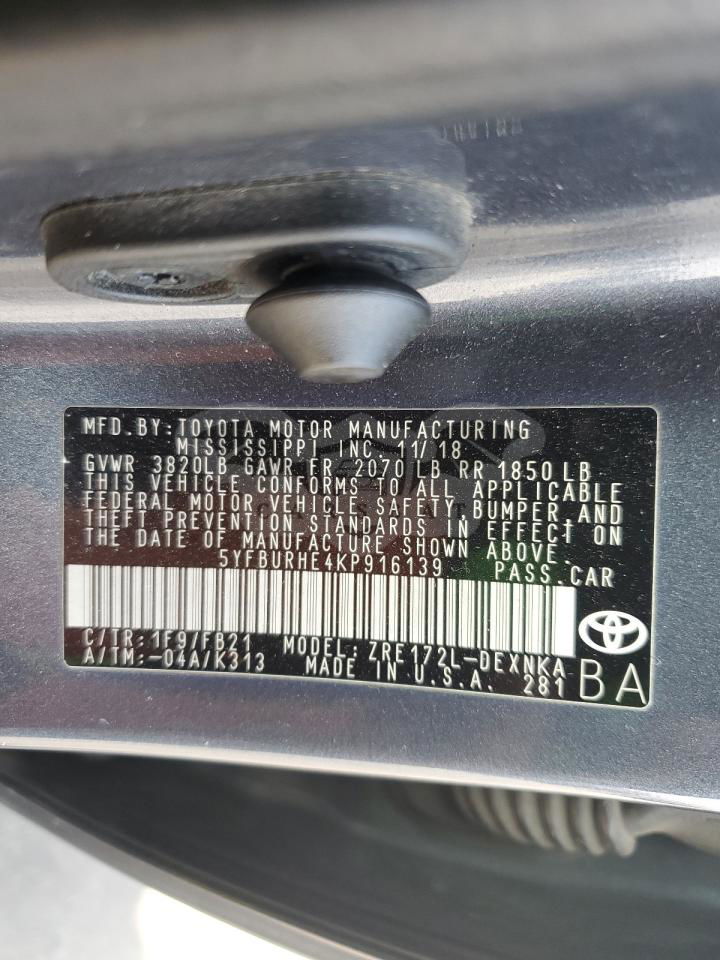 MFD.BY: TOYOTA MOTOR MANUFACTURING
MISSISSIPPI INC. 11/18
GVWR 3820LB GAWR FR 2070 LB RR 1850 LB
THIS VEHICLE CONFORMS TO ALL APPLICABLE
FEDERAL MOTOR VEHICLE SAFETY, BUMPER, AND
THEFT PREVENTION STANDARDS IN EFFECT ON
THE DATE OF MANUFACTURE SHOWN ABOVE.
5YFBURHE4KP916139 PASS.CAR
C/TR: 1F9/FB21 MODEL: ZRE172L-DEXNKA
A/TM: -04A/K313 MADE IN U.S.A. 281
BA